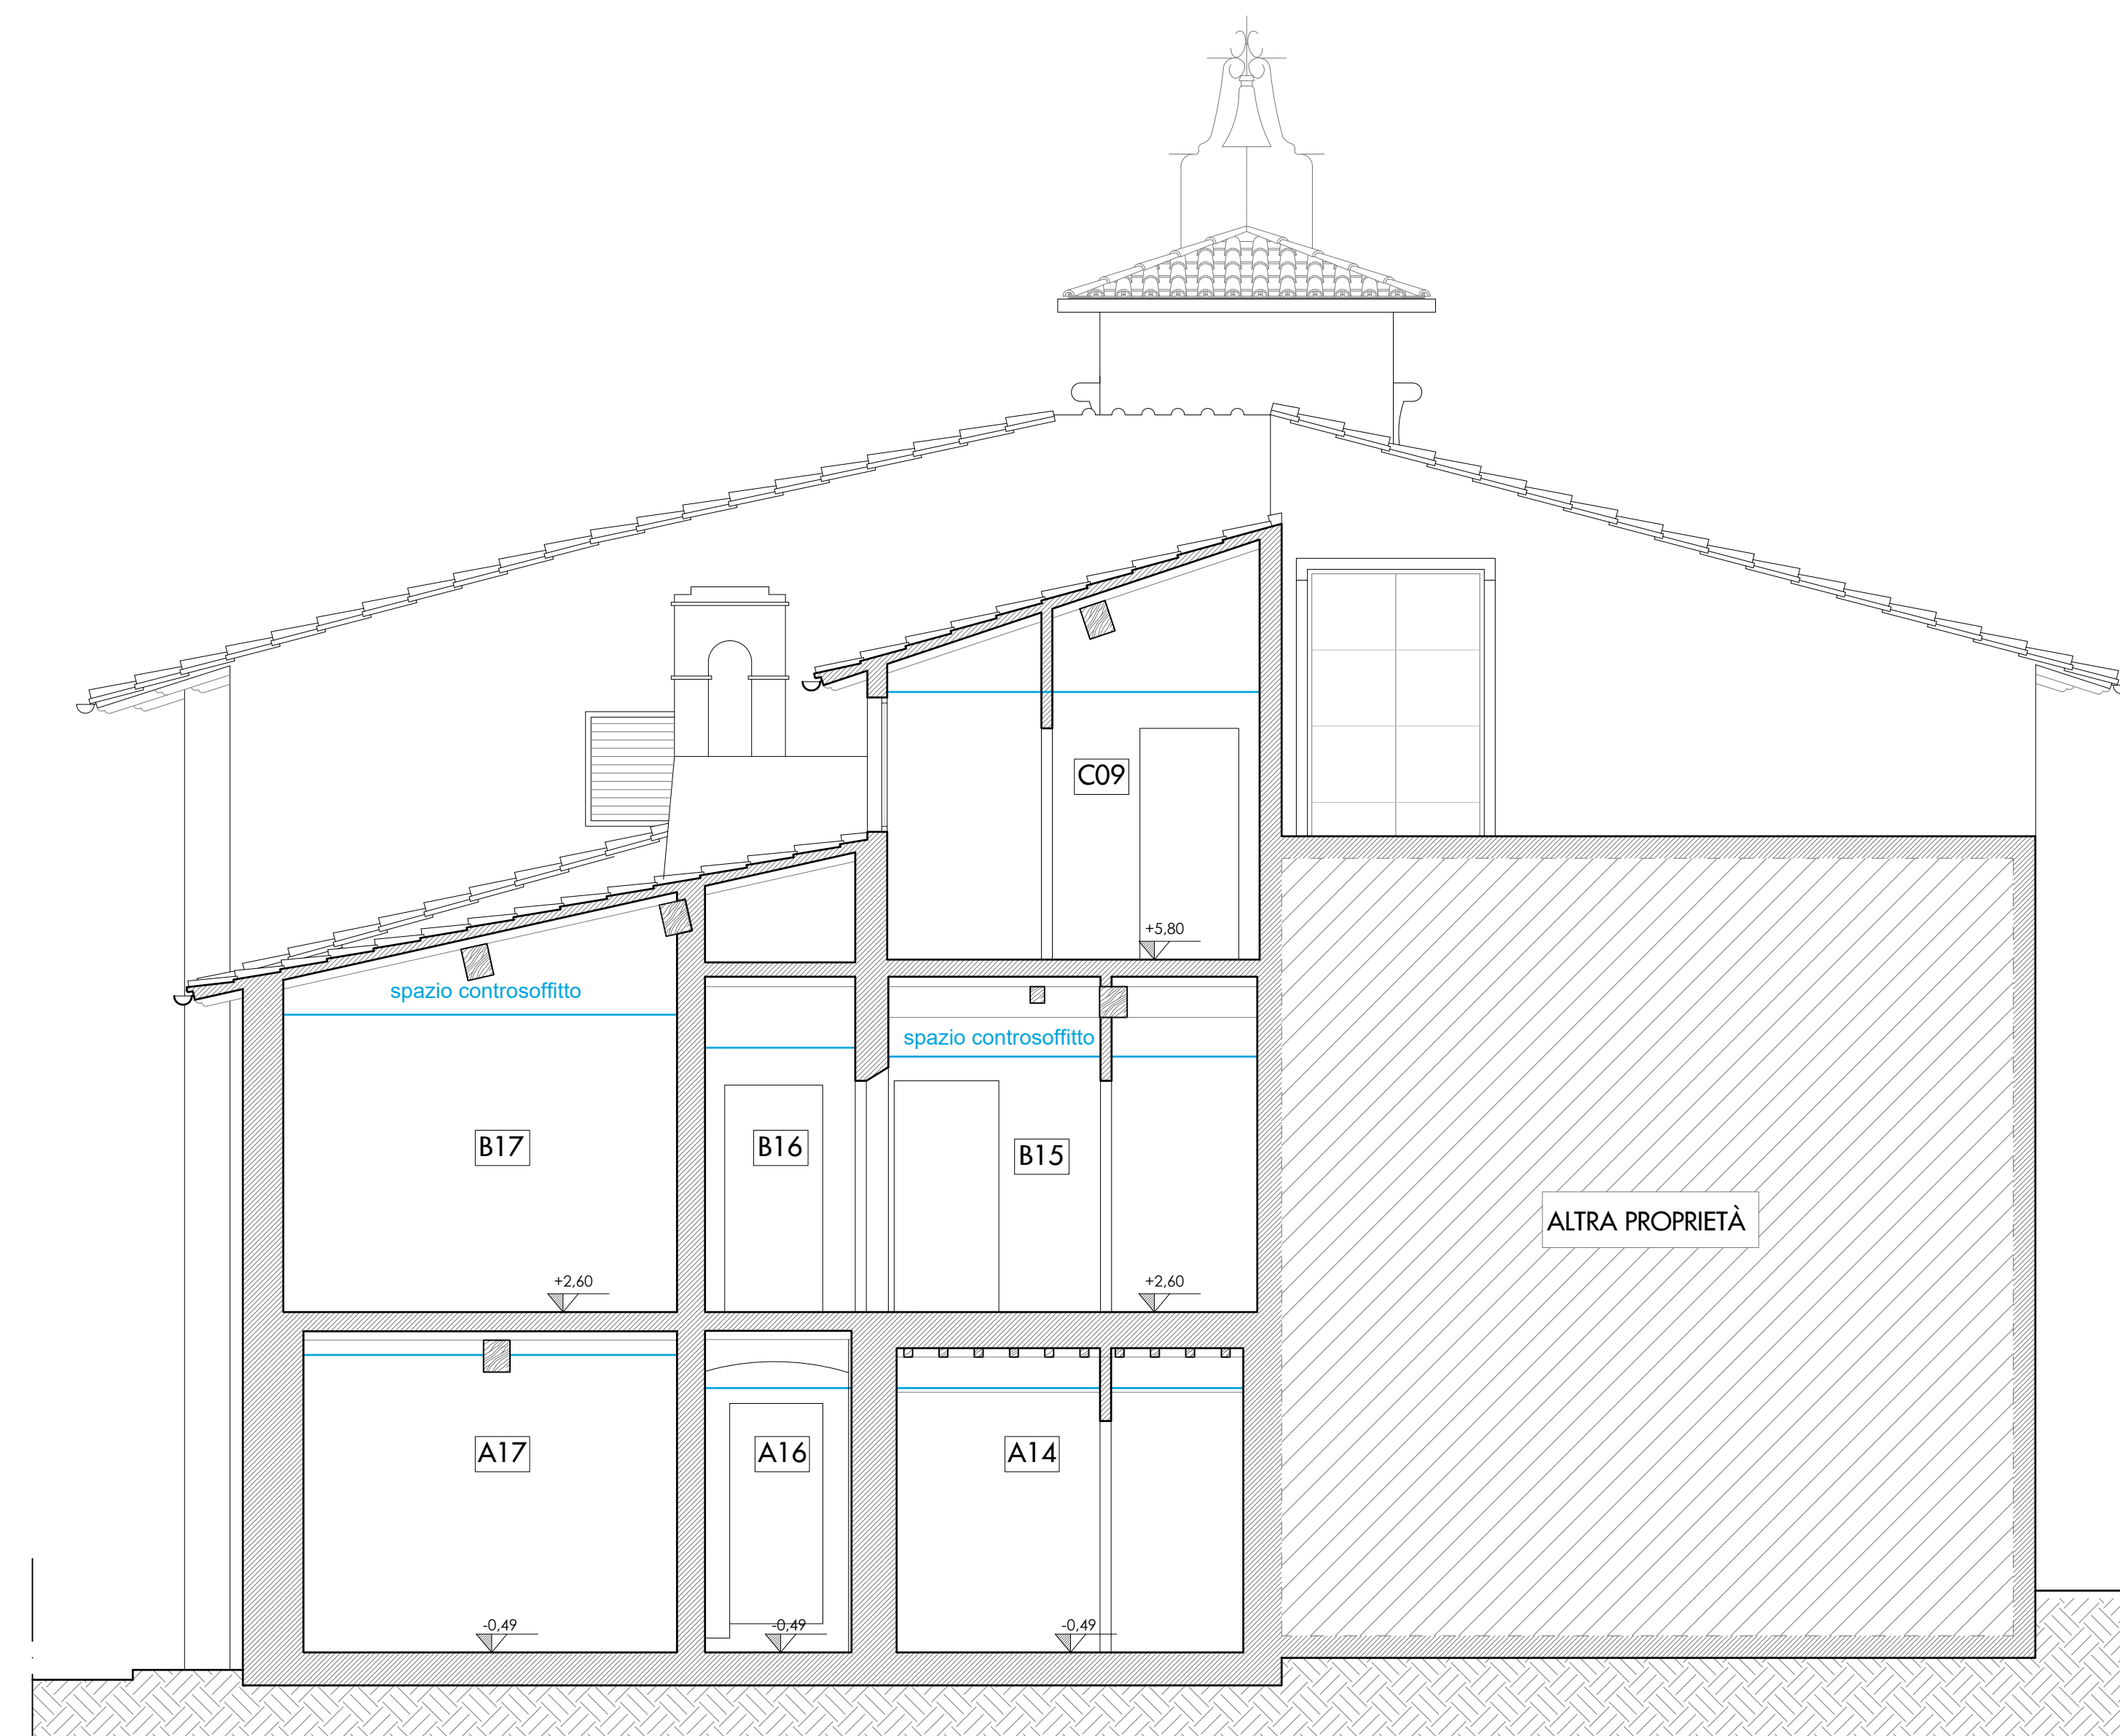 C09
+5,80
spazio controsoffitto
spazio controsoffitto
B17
B16
B15
ALTRA PROPRIETÀ
+2,60
+2,60
A17
A16
A14
-0,49
-0,49
-0,49